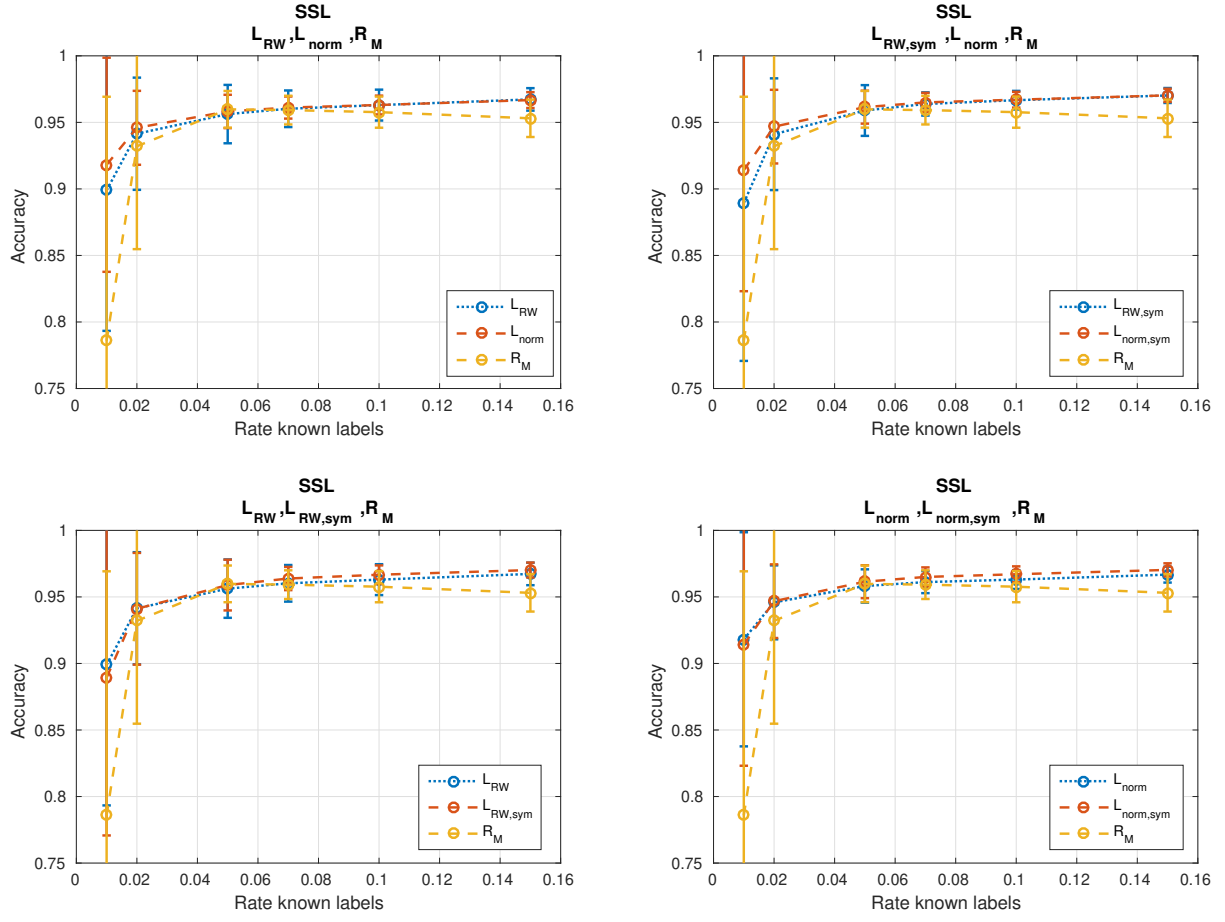 SSL
L_RW ,L_norm ,R_M
1
0.95
0.9
0.85
0.8
0.75
Accuracy
0 0.02 0.04 0.06 0.08 0.1 0.12 0.14 0.16
Rate known labels
L_RW
L_norm
R_M
SSL
L_RW,sym ,L_norm ,R_M
1
0.95
0.9
0.85
0.8
0.75
Accuracy
0 0.02 0.04 0.06 0.08 0.1 0.12 0.14 0.16
Rate known labels
L_RW,sym
L_norm,sym
R_M
SSL
L_RW ,L_RW,sym ,R_M
1
0.95
0.9
0.85
0.8
0.75
Accuracy
0 0.02 0.04 0.06 0.08 0.1 0.12 0.14 0.16
Rate known labels
L_RW
L_RW,sym
R_M
SSL
L_norm ,L_norm,sym ,R_M
1
0.95
0.9
0.85
0.8
0.75
Accuracy
0 0.02 0.04 0.06 0.08 0.1 0.12 0.14 0.16
Rate known labels
L_norm
L_norm,sym
R_M